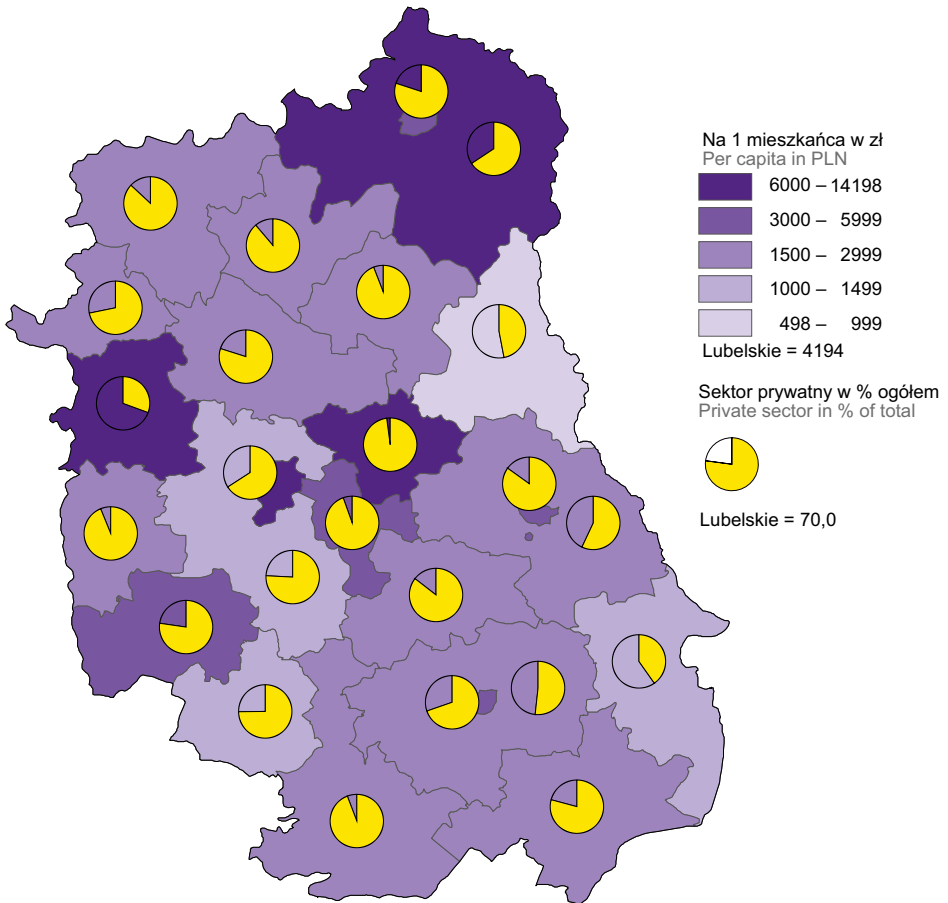 Na 1 mieszkańca w zł
Per capita in PLN
6000 – 14198
3000 – 5999
1500 – 2999
1000 – 1499
498 – 999
Lubelskie = 4194
Sektor prywatny w % ogółem
Private sector in % of total
Lubelskie = 70,0